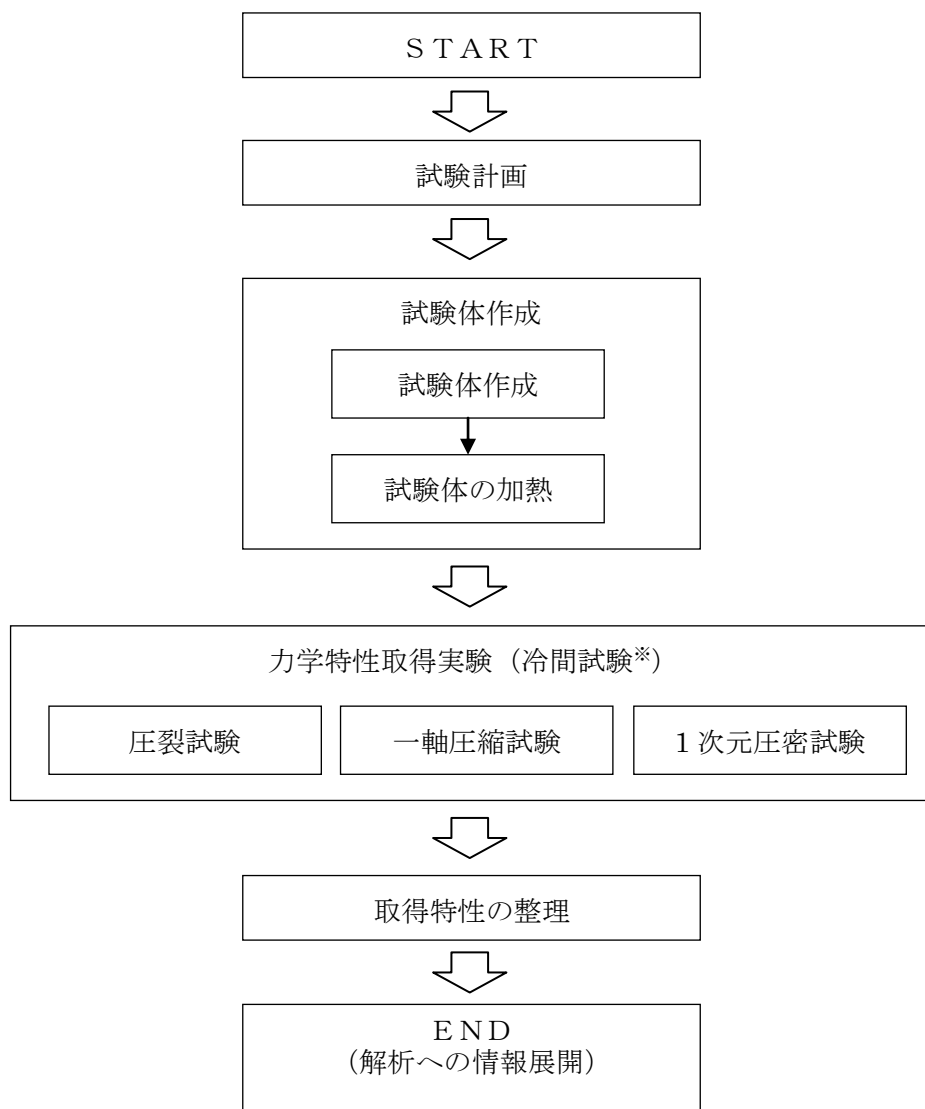 ＳＴＡＲＴ
試験計画
試験体作成
試験体作成
試験体の加熱
力学特性取得実験（冷間試験※）
圧裂試験
一軸圧縮試験
１次元圧密試験
取得特性の整理
ＥＮＤ
（解析への情報展開）